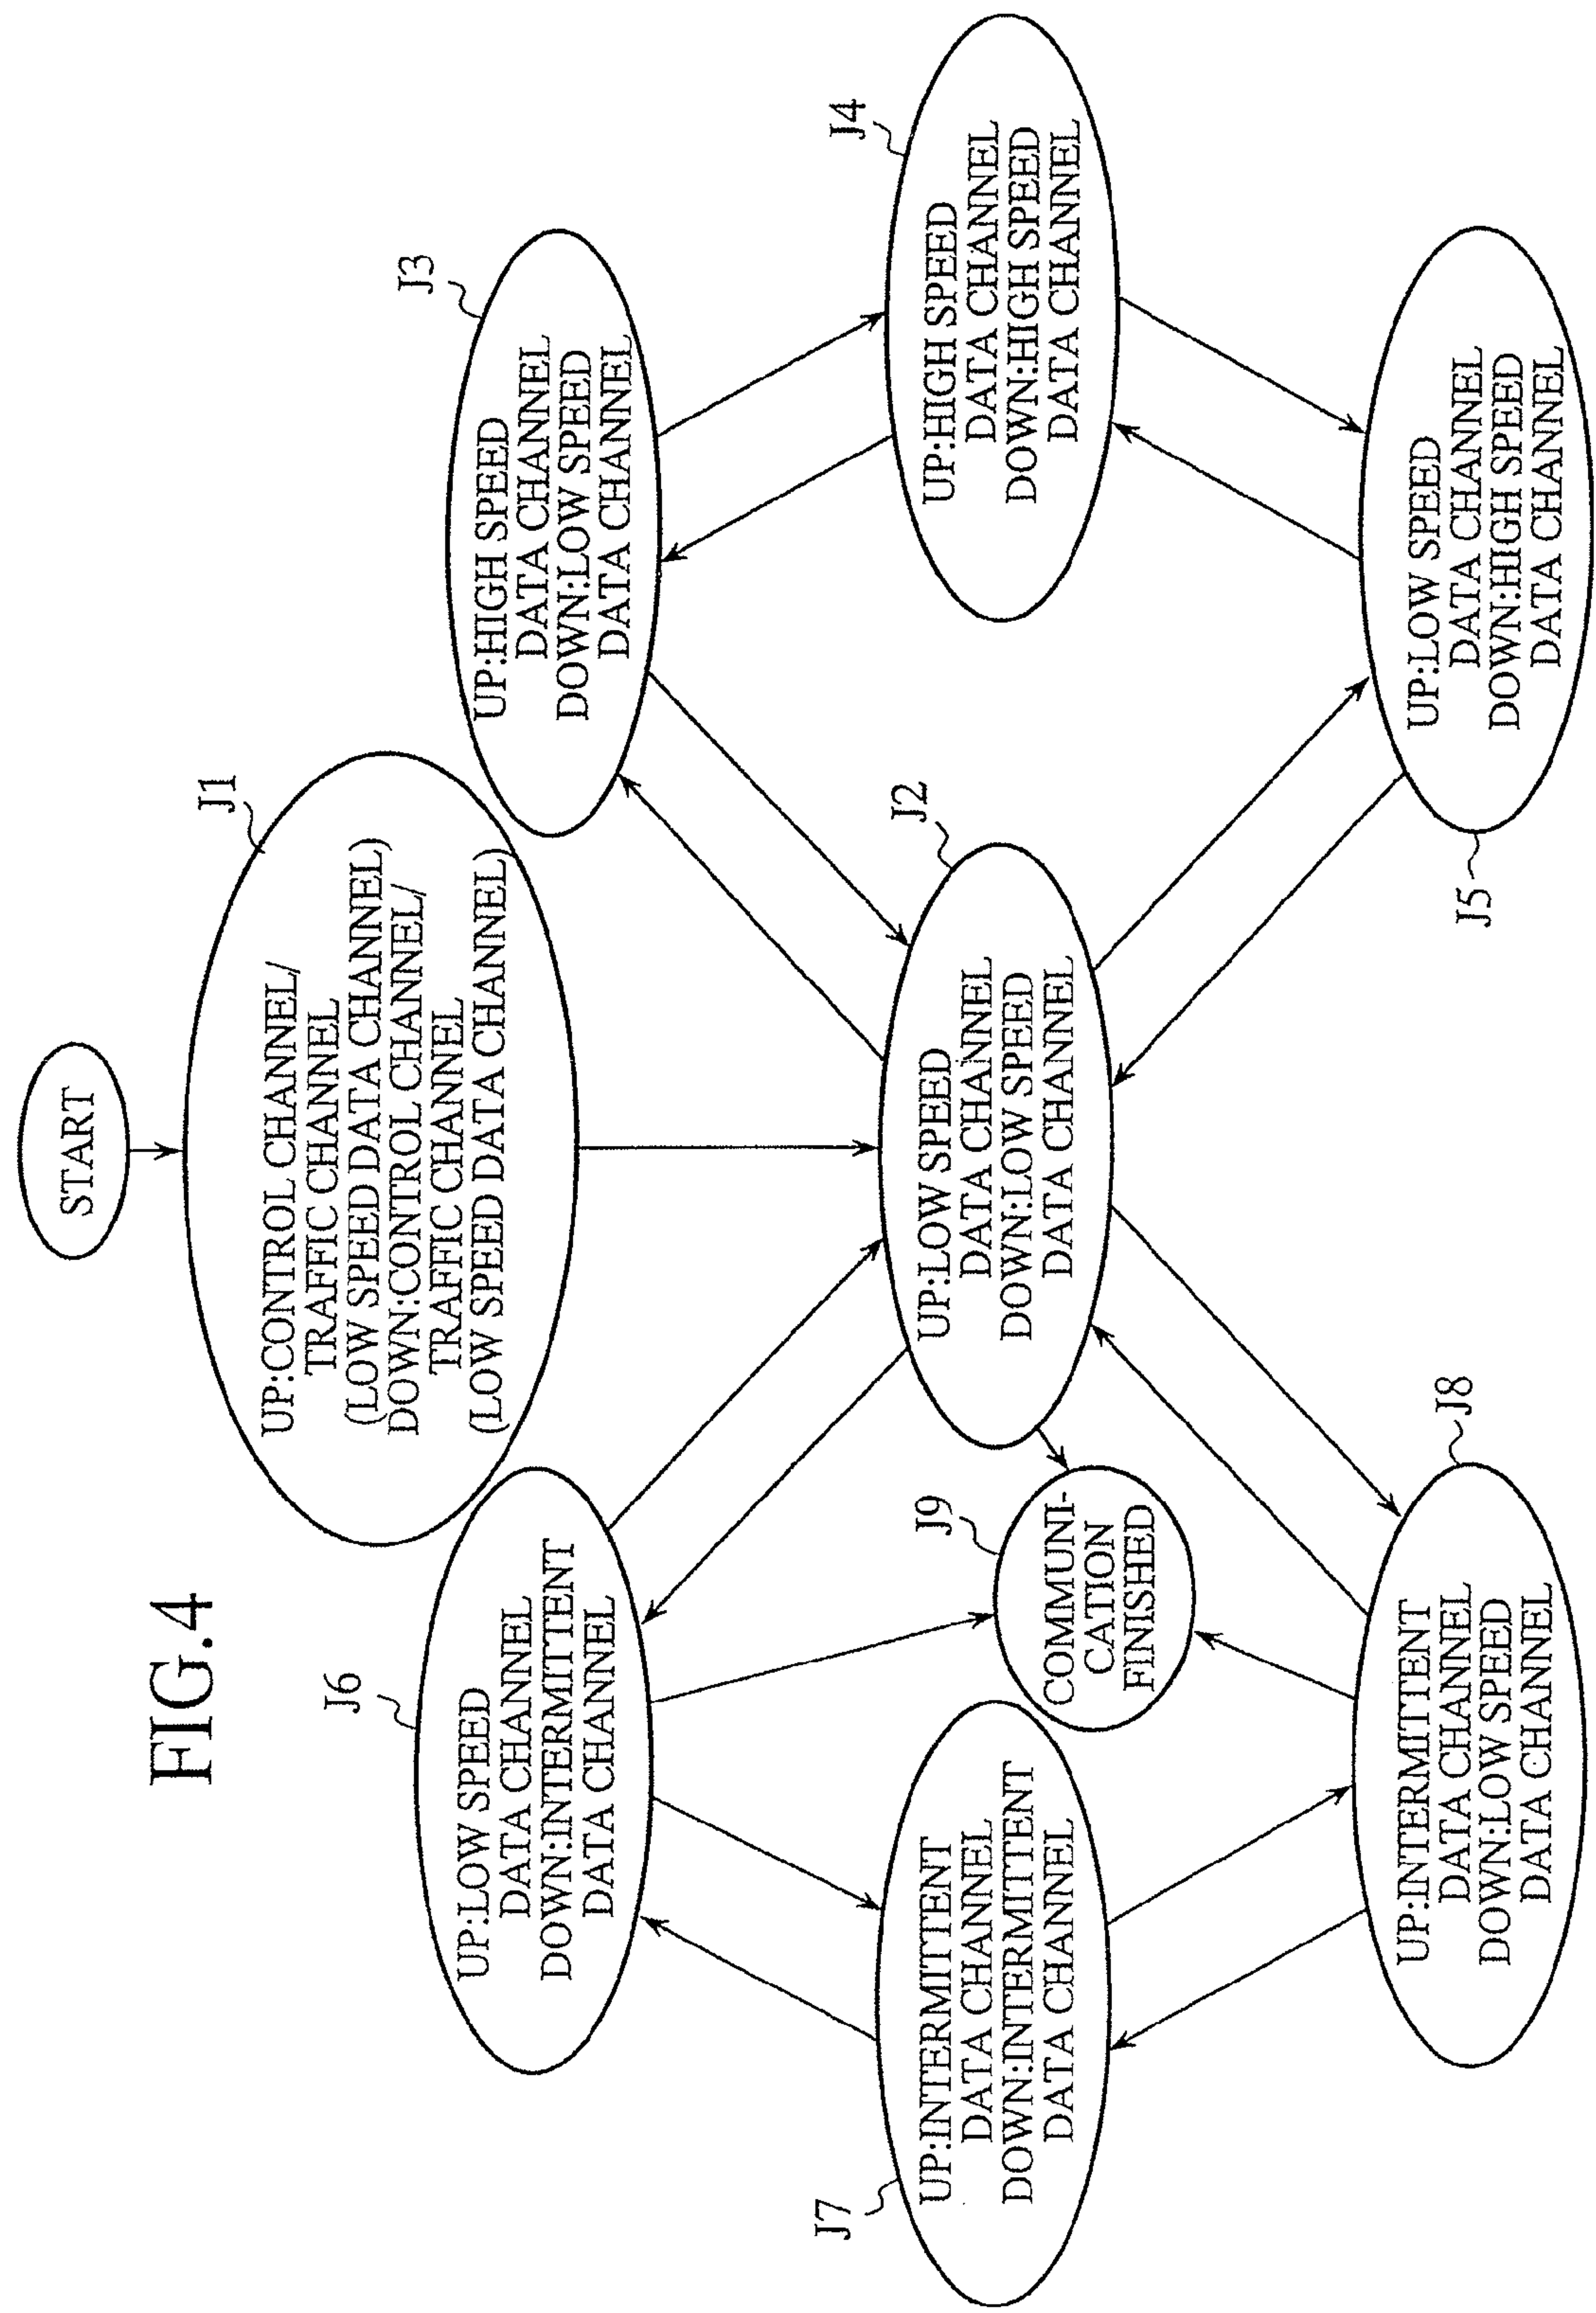 FIG.4
START
J1
UP:CONTROL CHANNEL/
TRAFFIC CHANNEL
(LOW SPEED DATA CHANNEL)
DOWN:CONTROL CHANNEL/
TRAFFIC CHANNEL
(LOW SPEED DATA CHANNEL)
J6
UP:LOW SPEED
DATA CHANNEL
DOWN:INTERMITTENT
DATA CHANNEL
J3
UP:HIGH SPEED
DATA CHANNEL
DOWN:LOW SPEED
DATA CHANNEL
J7
UP:INTERMITTENT
DATA CHANNEL
DOWN:INTERMITTENT
DATA CHANNEL
J9
COMMUNI-
CATION
FINISHED
J2
UP:LOW SPEED
DATA CHANNEL
DOWN:LOW SPEED
DATA CHANNEL
J4
UP:HIGH SPEED
DATA CHANNEL
DOWN:HIGH SPEED
DATA CHANNEL
J8
UP:INTERMITTENT
DATA CHANNEL
DOWN:LOW SPEED
DATA CHANNEL
J5
UP:LOW SPEED
DATA CHANNEL
DOWN:HIGH SPEED
DATA CHANNEL